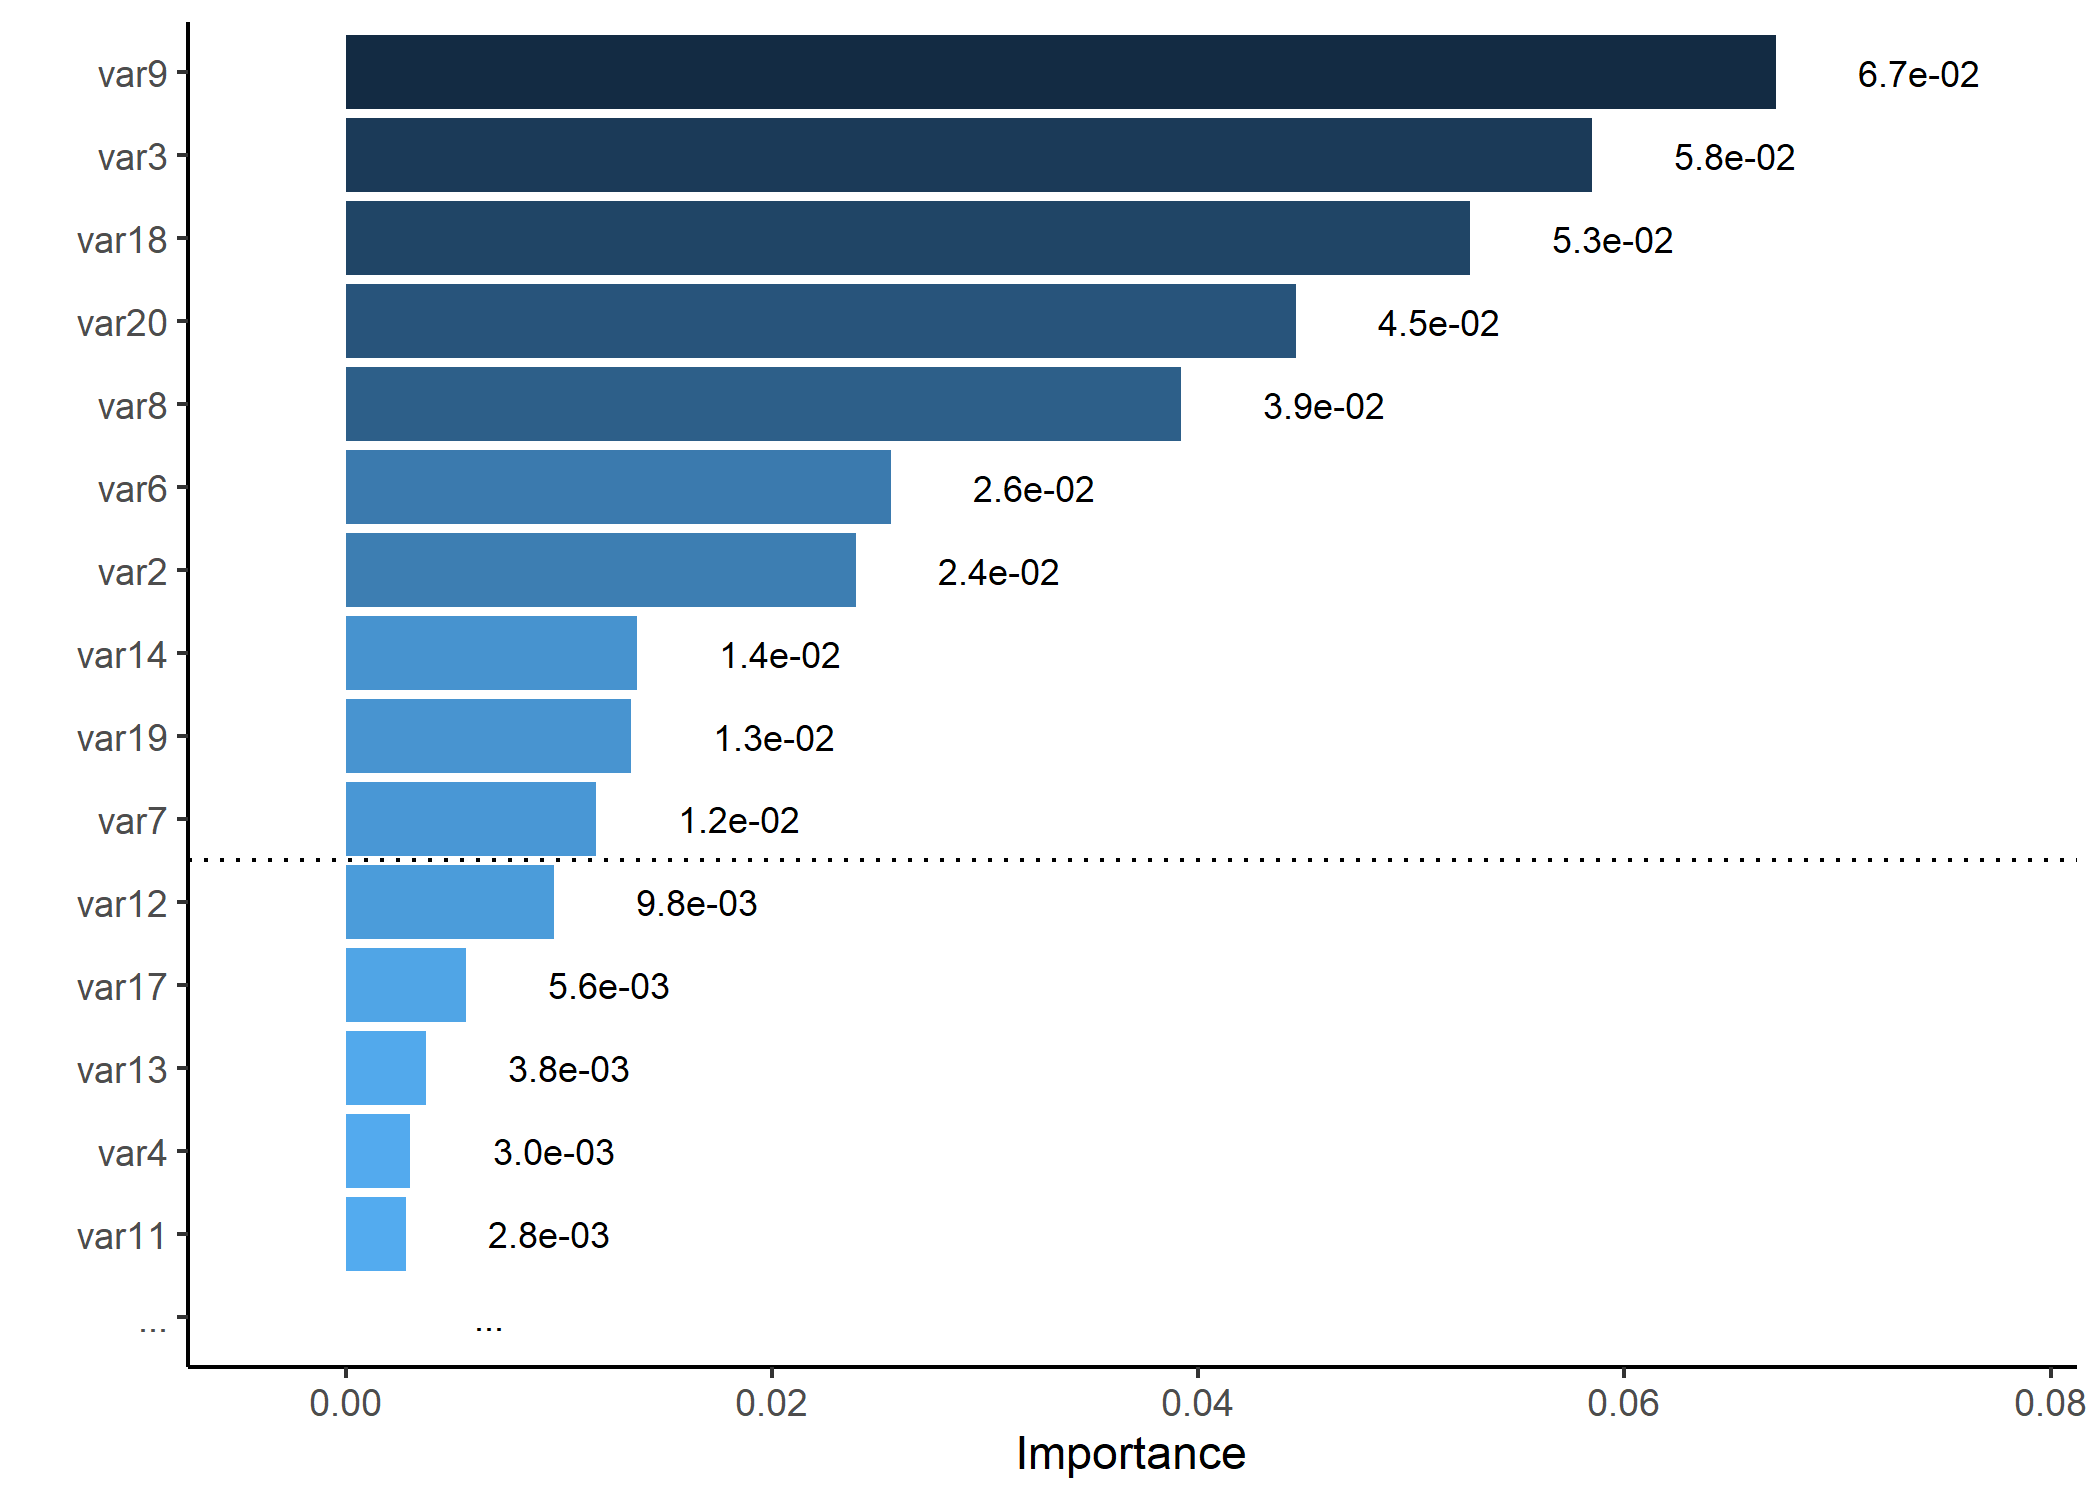 var9 6.7e-02
var3 5.8e-02
var18 5.3e-02
var20 4.5e-02
var8 3.9e-02
var6 2.6e-02
var2 2.4e-02
var14 1.4e-02
var19 1.3e-02
var7 1.2e-02
var12 9.8e-03
var17 5.6e-03
var13 3.8e-03
var4 3.0e-03
var11 2.8e-03
... ...
0.00 0.02 0.04 0.06 0.08
Importance